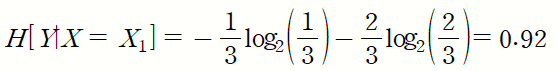 H[Y|X = X₁] = − 1/3 log₂(1/3) − 2/3 log₂(2/3) = 0.92